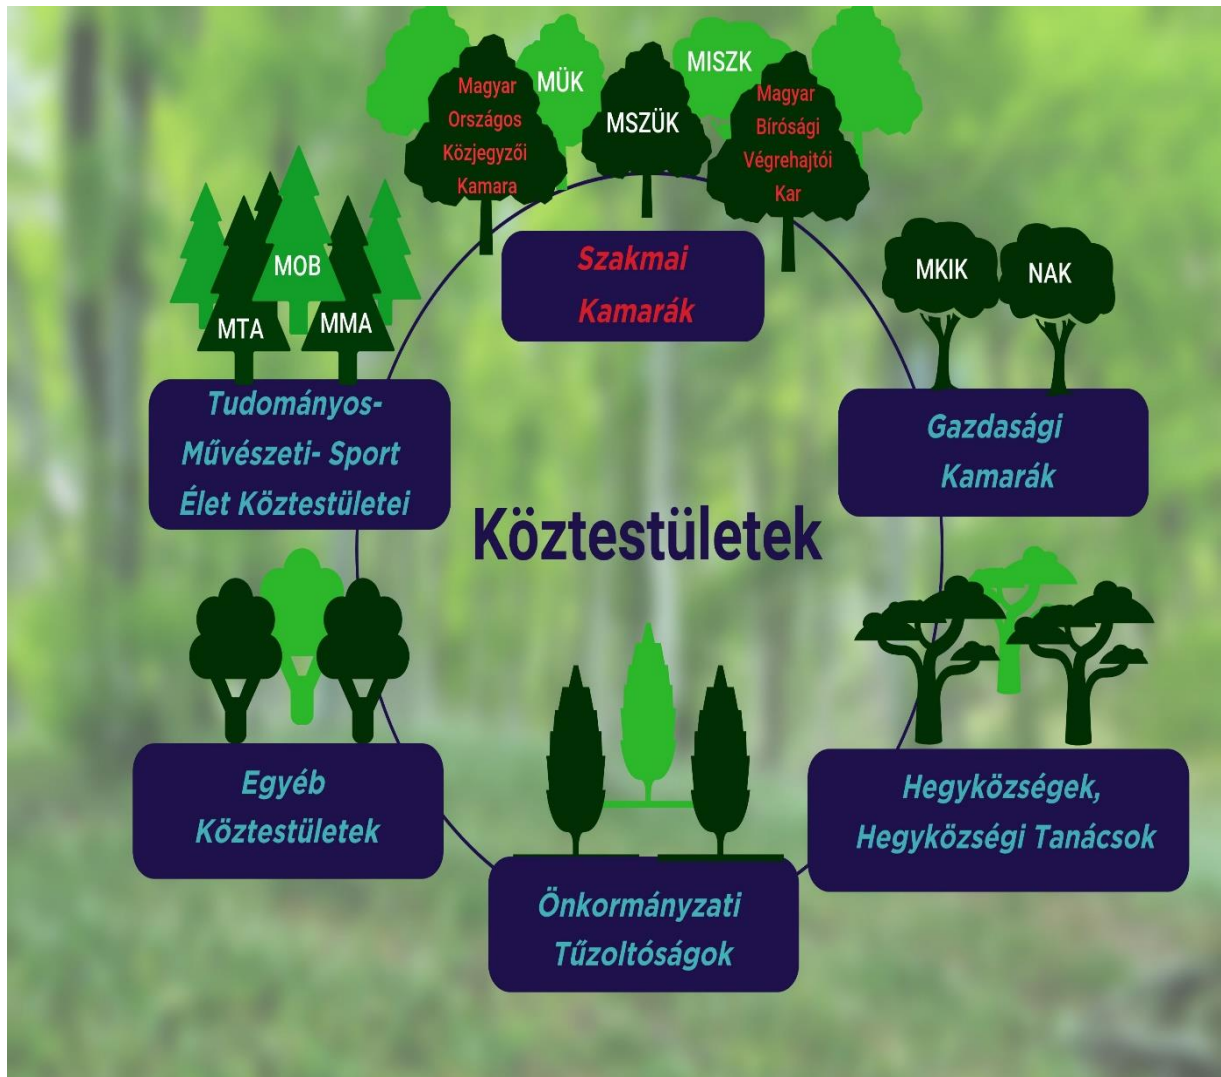 MÜK
MISZK
Magyar
Országos
Közjegyzői
Kamara
MSZÜK
Magyar
Bírósági
Végrehajtói
Kar
Szakmai
Kamarák
MOB
MTA
MMA
Tudományos-
Művészeti- Sport
Élet Köztestületei
MKIK
NAK
Gazdasági
Kamarák
Köztestületek
Egyéb
Köztestületek
Hegyközségek,
Hegyközségi Tanácsok
Önkormányzati
Tűzoltóságok